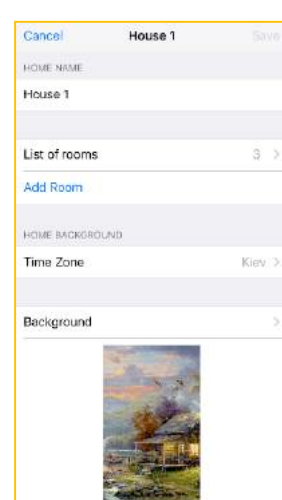 Cancel House 1 Save
HOME NAME
House 1
List of rooms 3 >
Add Room
HOME BACKGROUND
Time Zone Kiev >
Background >